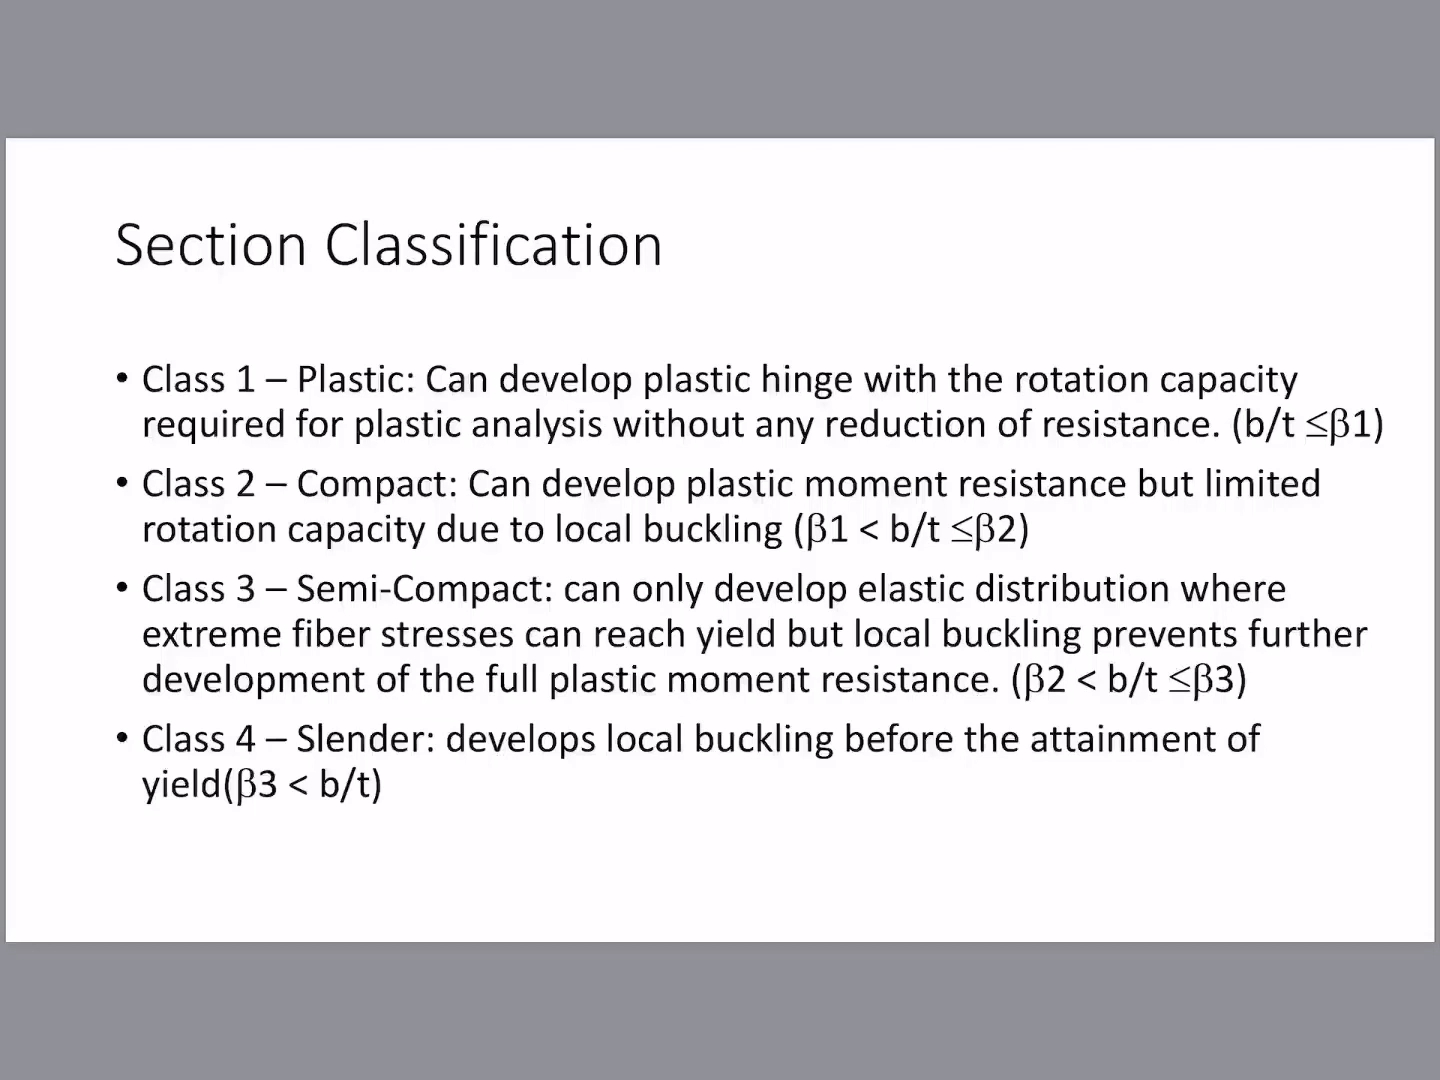 Section Classification
• Class 1 – Plastic: Can develop plastic hinge with the rotation capacity
required for plastic analysis without any reduction of resistance. (b/t ≤β1)
• Class 2 – Compact: Can develop plastic moment resistance but limited
rotation capacity due to local buckling (β1 < b/t ≤β2)
• Class 3 – Semi-Compact: can only develop elastic distribution where
extreme fiber stresses can reach yield but local buckling prevents further
development of the full plastic moment resistance. (β2 < b/t ≤β3)
• Class 4 – Slender: develops local buckling before the attainment of
yield(β3 < b/t)